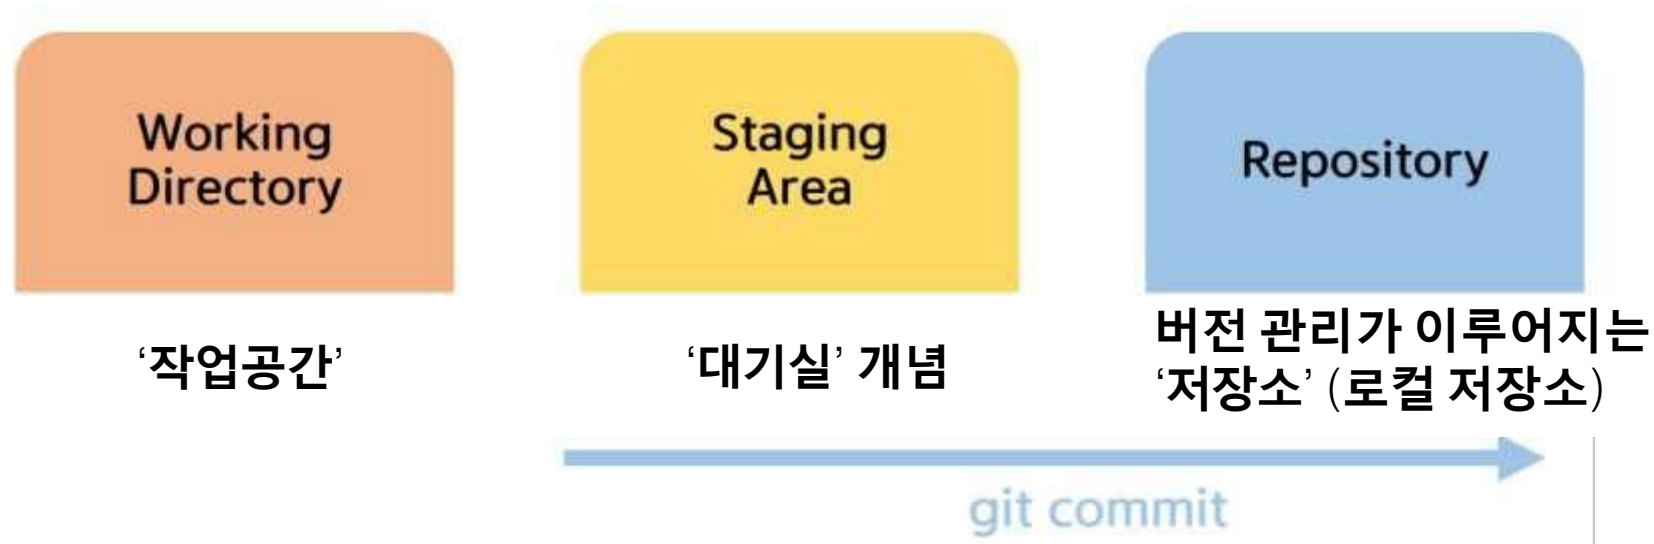 Working
Directory
Staging
Area
Repository
‘작업공간’
‘대기실’ 개념
버전 관리가 이루어지는
‘저장소’ (로컬 저장소)
git commit